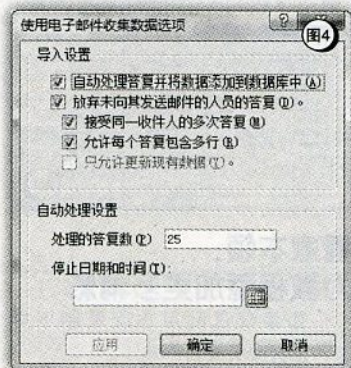 使用电子邮件收集数据选项
图4
导入设置
自动处理答复并将数据添加到数据库中(A)
放弃未向其发送邮件的人员的答复(D)。
接受同一收件人的多次答复(M)
允许每个答复包含多行(R)
只允许更新现有数据(Y)。
自动处理设置
处理的答复数(P) 25
停止日期和时间(T):
应用 确定 取消